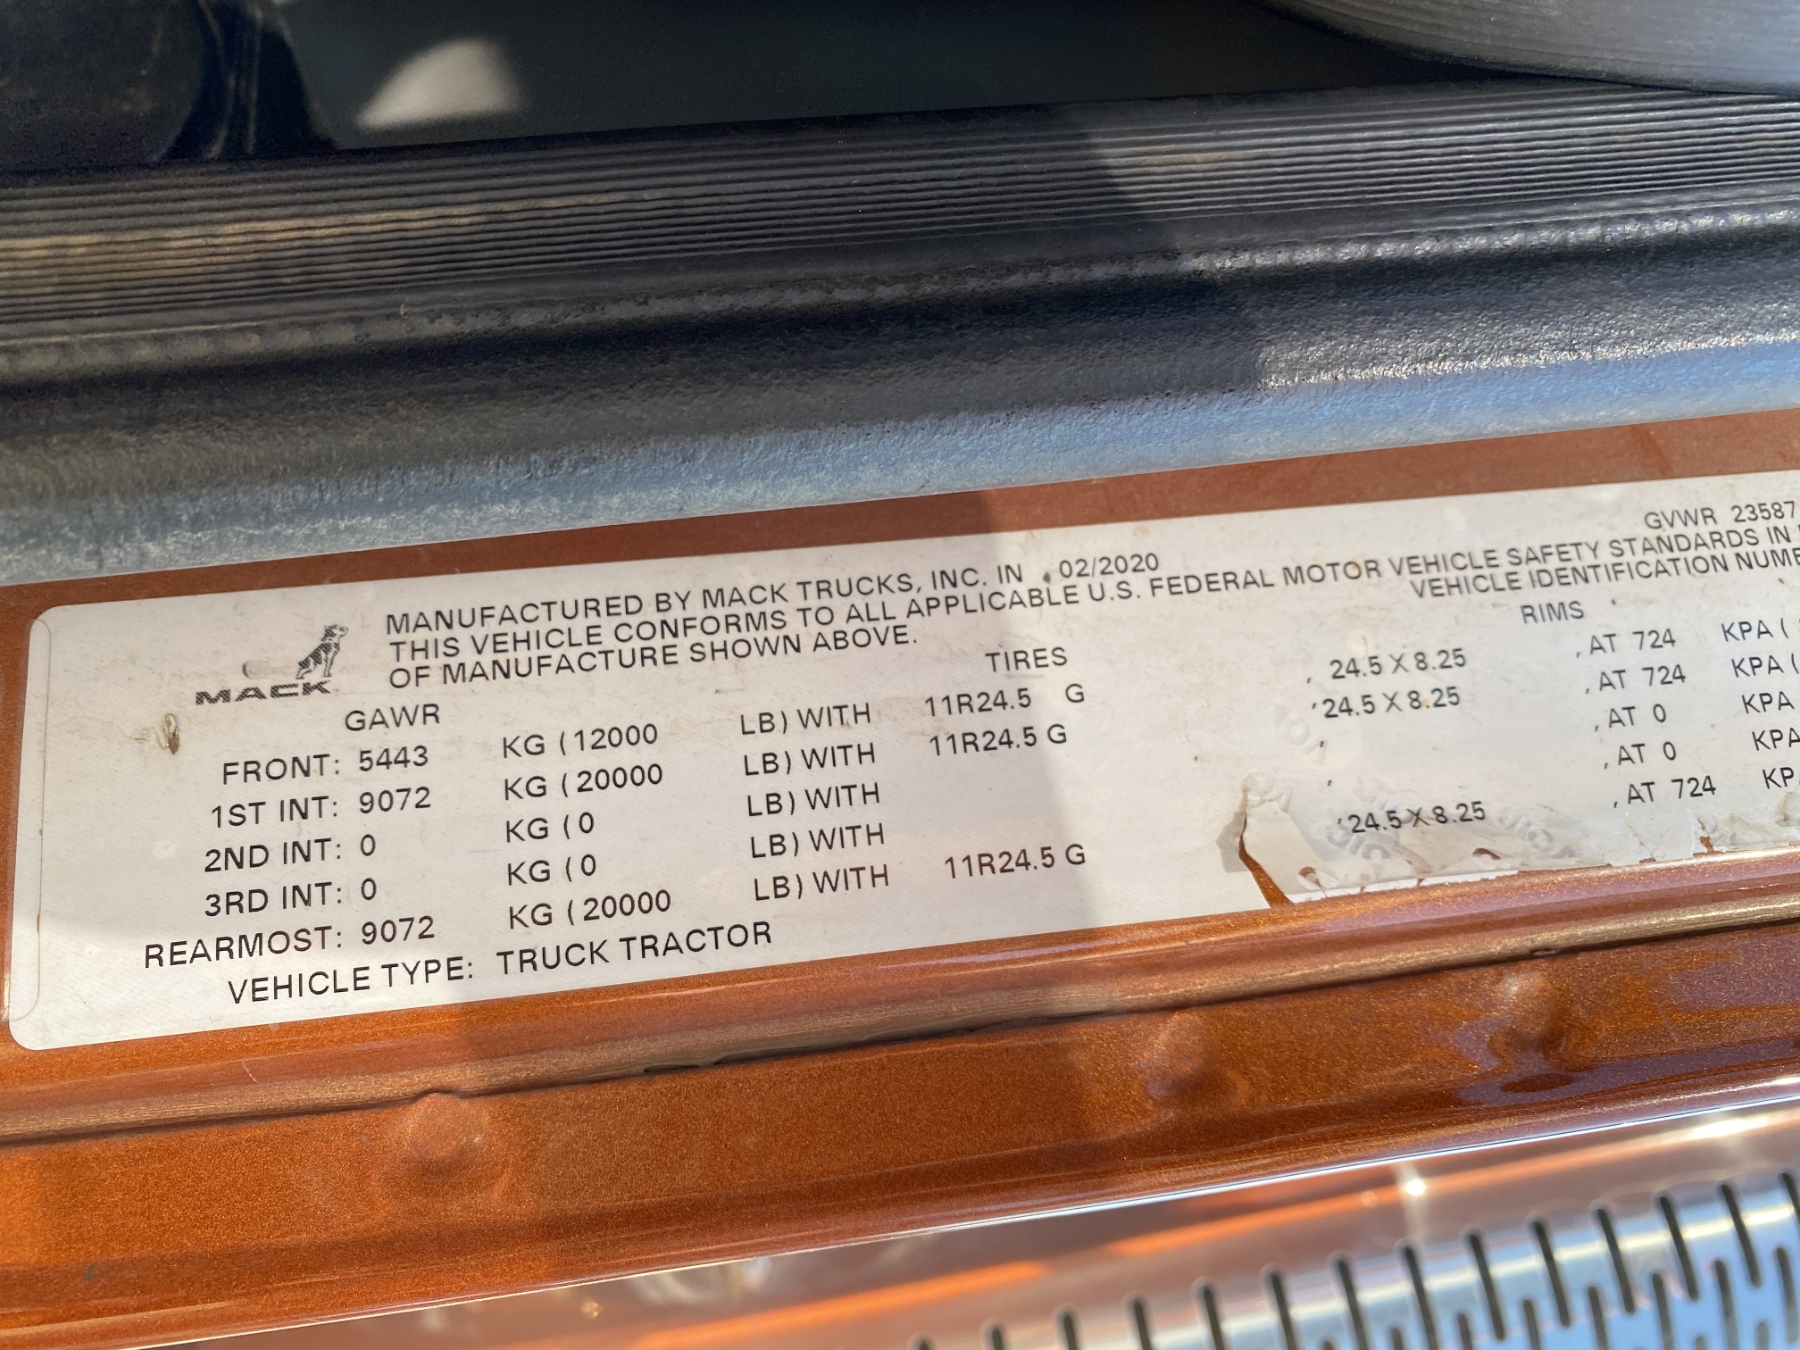 GVWR 23587
MANUFACTURED BY MACK TRUCKS, INC. IN 02/2020
THIS VEHICLE CONFORMS TO ALL APPLICABLE U.S. FEDERAL MOTOR VEHICLE SAFETY STANDARDS IN
OF MANUFACTURE SHOWN ABOVE. VEHICLE IDENTIFICATION
MACK
GAWR TIRES RIMS
FRONT: 5443 KG (12000 LB) WITH 11R24.5 G , 24.5 X 8.25 , AT 724 KPA (
1ST INT: 9072 KG (20000 LB) WITH 11R24.5 G , 24.5 X 8.25 , AT 724 KPA (
2ND INT: 0 KG (0 LB) WITH , , AT 0 KPA
3RD INT: 0 KG (0 LB) WITH , , AT 0 KPA
REARMOST: 9072 KG (20000 LB) WITH 11R24.5 G , 24.5 X 8.25 , AT 724
VEHICLE TYPE: TRUCK TRACTOR